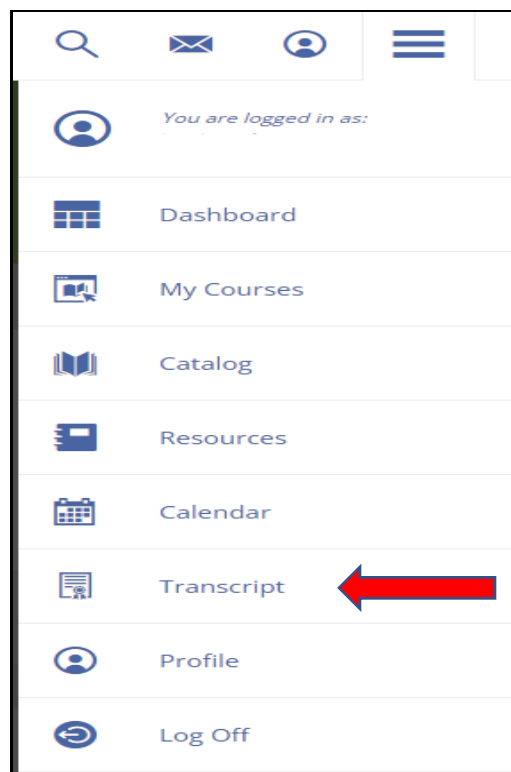 You are logged in as:
Dashboard
My Courses
Catalog
Resources
Calendar
Transcript
Profile
Log Off